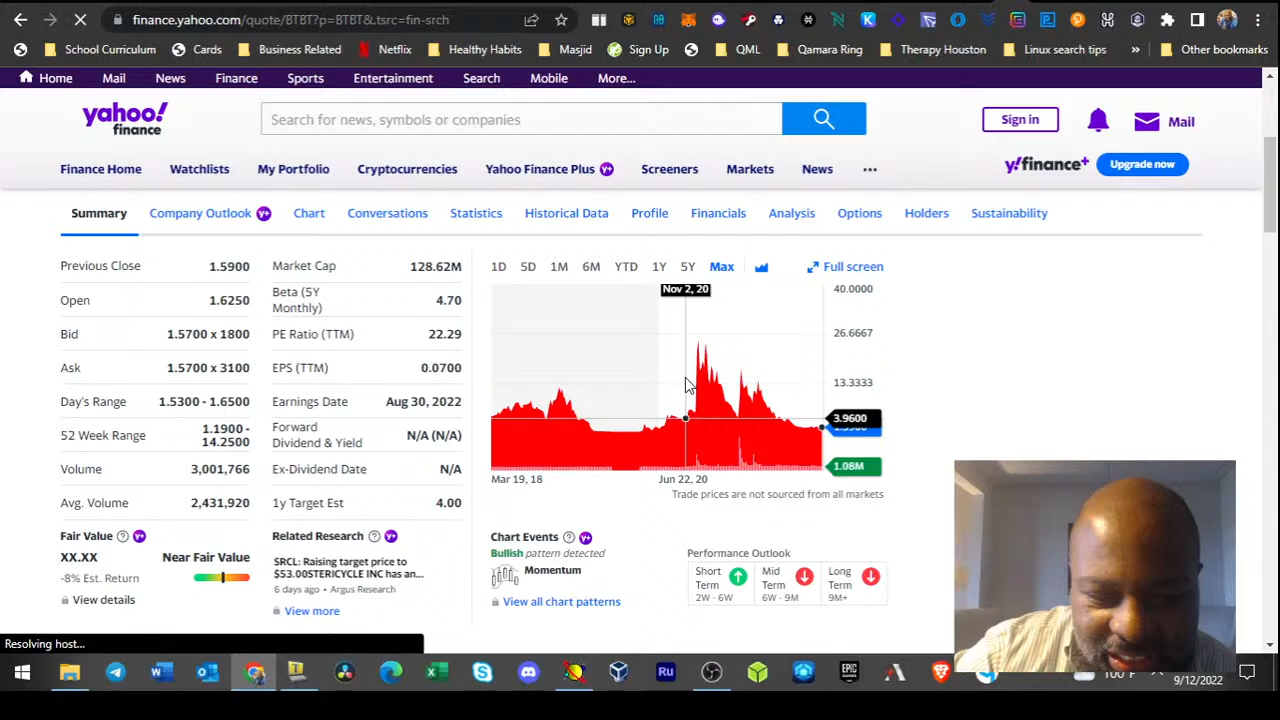 finance.yahoo.com/quote/BTBT?p=BTBT&.tsrc=fin-srch
School Curriculum Cards Business Related Netflix Healthy Habits Masjid Sign Up QML Qamara Ring Therapy Houston Linux search tips » Other bookmarks
Home Mail News Finance Sports Entertainment Search Mobile More...
yahoo! finance
Search for news, symbols or companies
Sign in Mail
Finance Home Watchlists My Portfolio Cryptocurrencies Yahoo Finance Plus Screeners Markets News ...
y!finance+ Upgrade now
Summary Company Outlook Chart Conversations Statistics Historical Data Profile Financials Analysis Options Holders Sustainability
Previous Close 1.5900
Open 1.6250
Bid 1.5700 x 1800
Ask 1.5700 x 3100
Day's Range 1.5300 - 1.6500
52 Week Range 1.1900 -
14.2500
Volume 3,001,766
Avg. Volume 2,431,920
Market Cap 128.62M
Beta (5Y
Monthly) 4.70
PE Ratio (TTM) 22.29
EPS (TTM) 0.0700
Earnings Date Aug 30, 2022
Forward
Dividend & Yield N/A (N/A)
Ex-Dividend Date N/A
1y Target Est 4.00
1D 5D 1M 6M YTD 1Y 5Y Max Full screen
Nov 2, 20
40.0000
26.6667
13.3333
3.9600
1.08M
Mar 19, 18 Jun 22, 20
Trade prices are not sourced from all markets
Fair Value
XX.XX Near Fair Value
-8% Est. Return
View details
Related Research
SRCL: Raising target price to
$53.00STERICYCLE INC has an...
6 days ago • Argus Research
View more
Chart Events
Bullish pattern detected
Momentum
View all chart patterns
Performance Outlook
Short
Term
2W - 6W
Mid
Term
6W - 9M
Long
Term
9M+
Resolving host...
Ru
EPIC
GAMES
100°F
9/12/2022